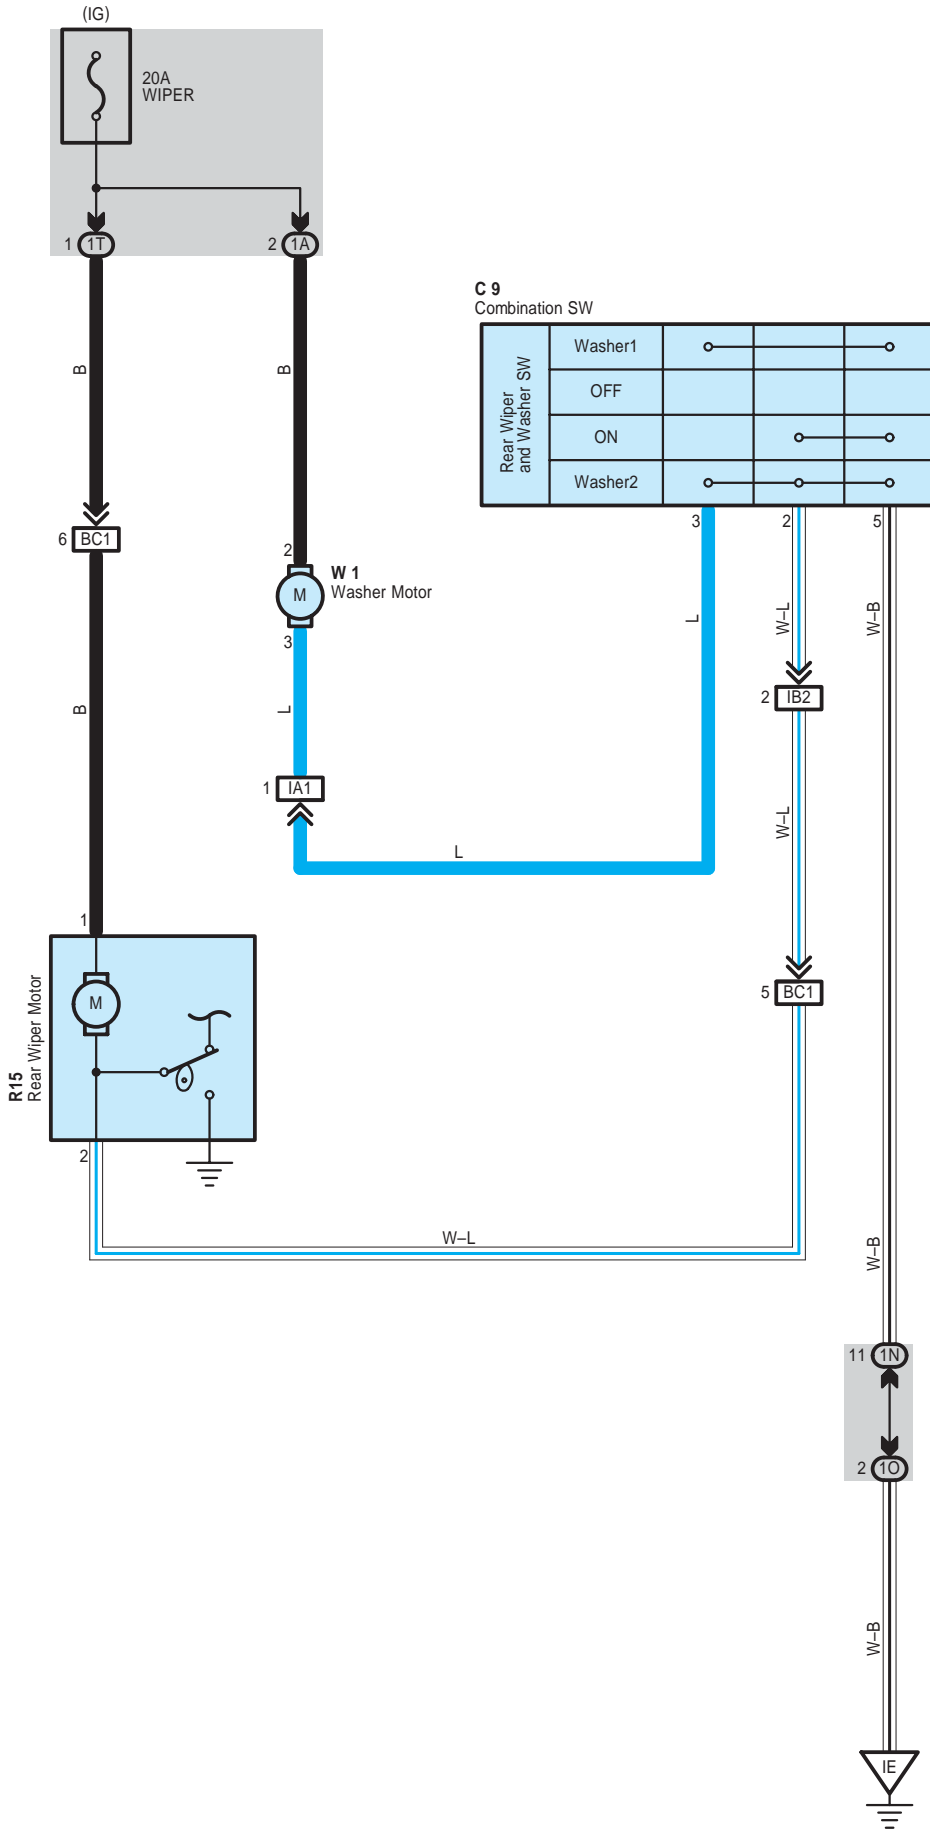 (IG)
20A
WIPER
1 1T
2 1A
C 9
Combination SW
Rear Wiper
and Washer SW
Washer1
OFF
ON
Washer2
B
B
3
2
5
6 BC1
2
W 1
Washer Motor
M
3
L
W–L
W–B
2 IB2
B
L
1 IA1
W–L
L
1
R15
Rear Wiper Motor
M
5 BC1
2
W–L
W–B
11 1N
2 1O
W–B
IE